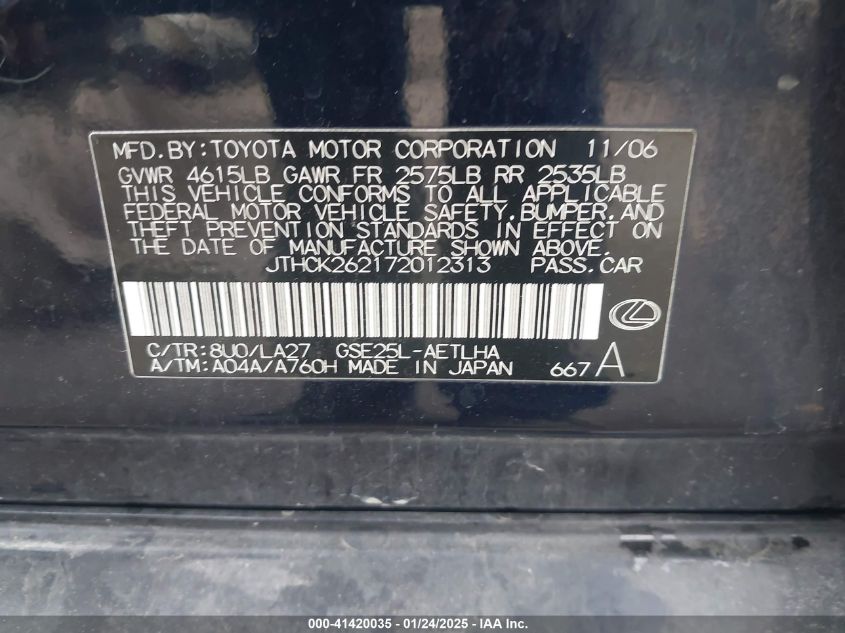 MFD.BY:TOYOTA MOTOR CORPORATION 11/06
GVWR 4615LB GAWR FR 2575LB RR 2535LB
THIS VEHICLE CONFORMS TO ALL APPLICABLE
FEDERAL MOTOR VEHICLE SAFETY,BUMPER,AND
THEFT PREVENTION STANDARDS IN EFFECT ON
THE DATE OF MANUFACTURE SHOWN ABOVE.
JTHCK262172012313 PASS.CAR
C/TR:8U0/LA27 GSE25L-AETLHA
A/TM:A04A/A760H MADE IN JAPAN 667 A
000-41420035 - 01/24/2025 - IAA Inc.